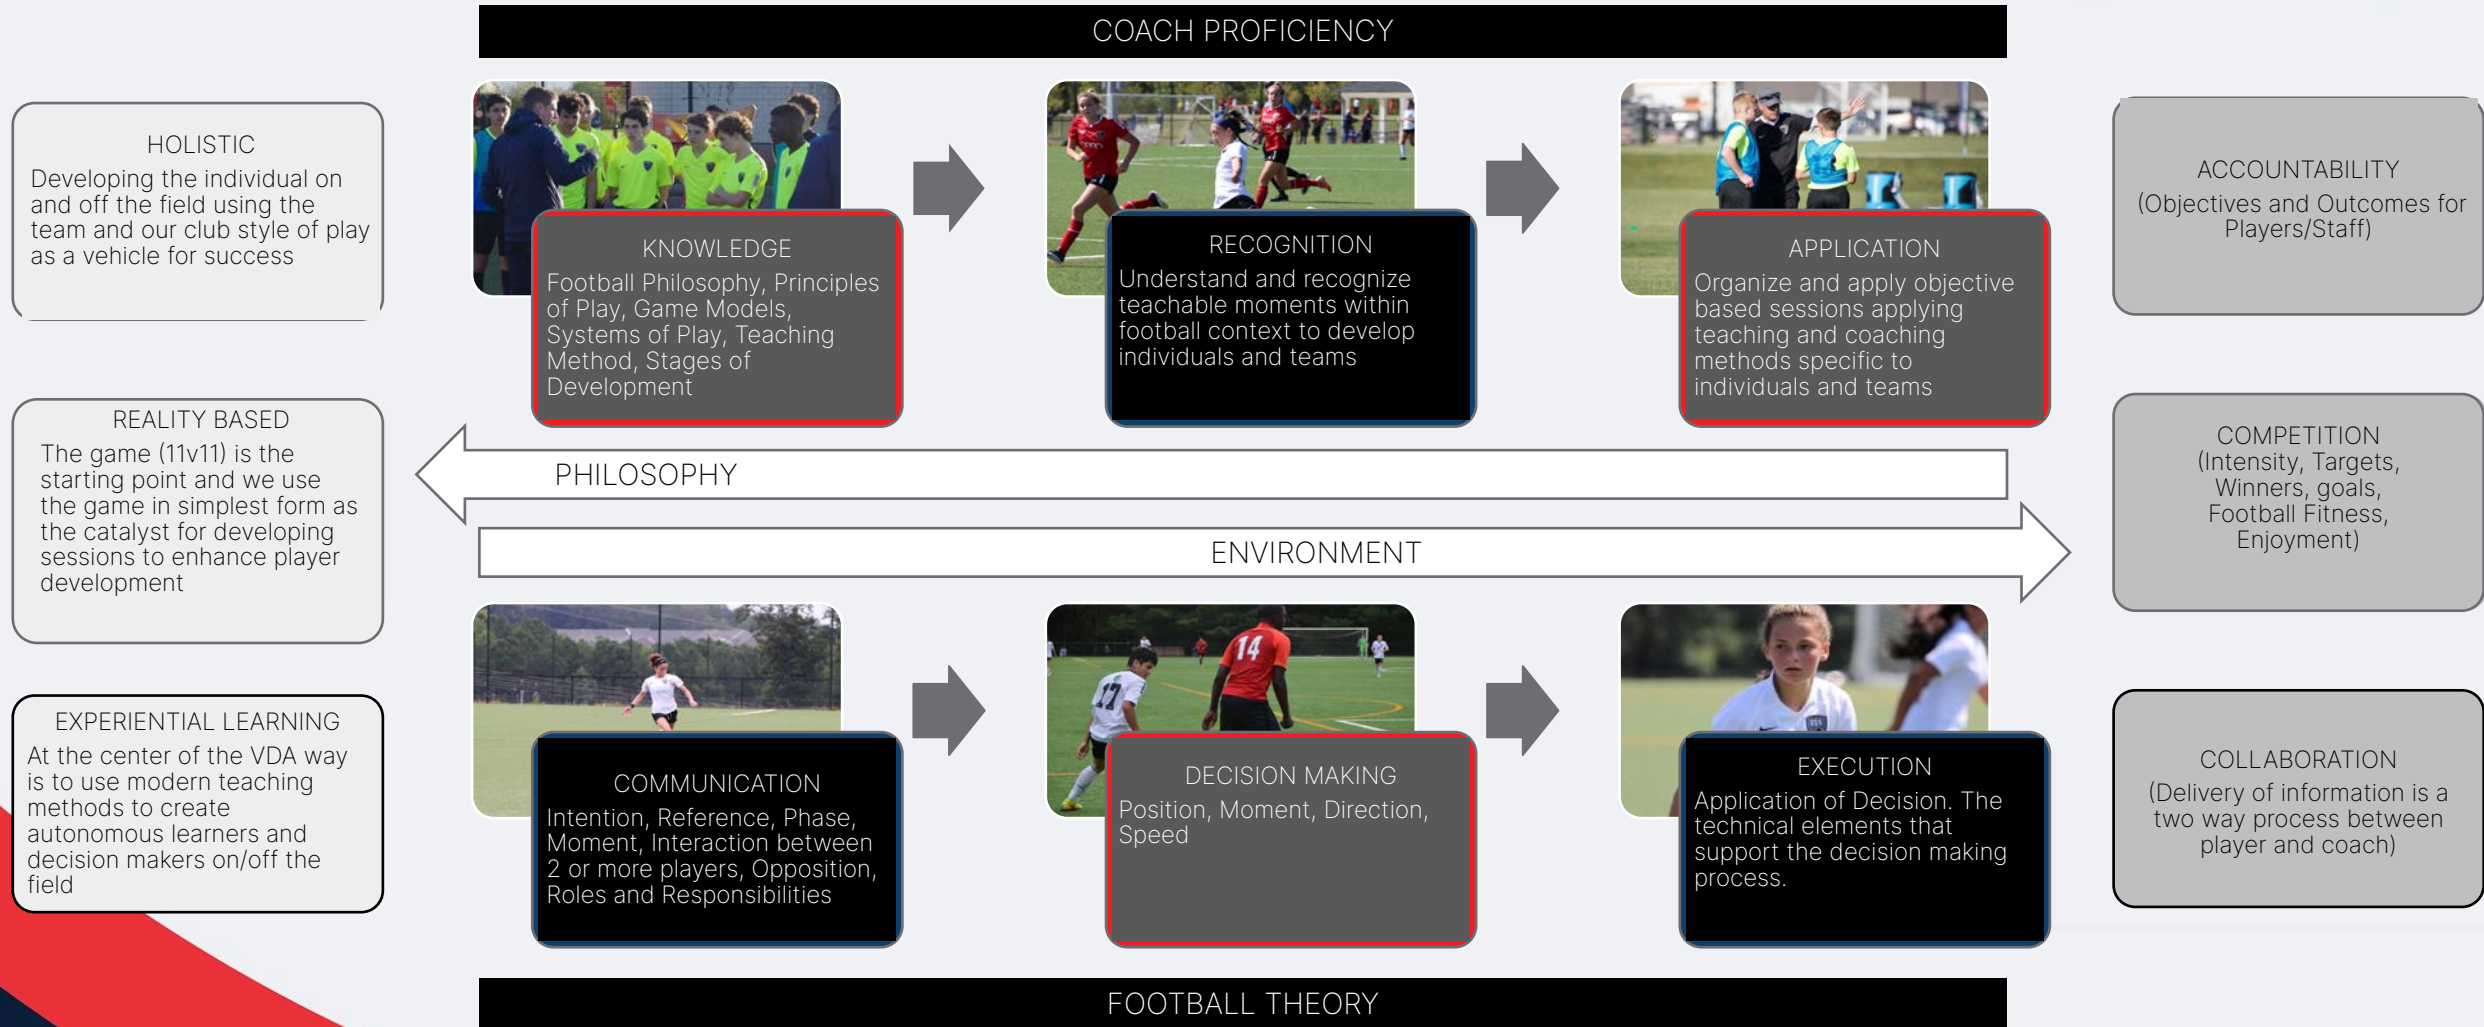 COACH PROFICIENCY
HOLISTIC
Developing the individual on
and off the field using the
team and our club style of play
as a vehicle for success
REALITY BASED
The game (11v11) is the
starting point and we use
the game in simplest form as
the catalyst for developing
sessions to enhance player
development
EXPERIENTIAL LEARNING
At the center of the VDA way
is to use modern teaching
methods to create
autonomous learners and
decision makers on/off the
field
KNOWLEDGE
Football Philosophy, Principles
of Play, Game Models,
Systems of Play, Teaching
Method, Stages of
Development
RECOGNITION
Understand and recognize
teachable moments within
football context to develop
individuals and teams
APPLICATION
Organize and apply objective
based sessions applying
teaching and coaching
methods specific to
individuals and teams
PHILOSOPHY
ENVIRONMENT
COMMUNICATION
Intention, Reference, Phase,
Moment, Interaction between
2 or more players, Opposition,
Roles and Responsibilities
17
14
DECISION MAKING
Position, Moment, Direction,
Speed
VDA
EXECUTION
Application of Decision. The
technical elements that
support the decision making
process.
ACCOUNTABILITY
(Objectives and Outcomes for
Players/Staff)
COMPETITION
(Intensity, Targets,
Winners, goals,
Football Fitness,
Enjoyment)
COLLABORATION
(Delivery of information is a
two way process between
player and coach)
FOOTBALL THEORY